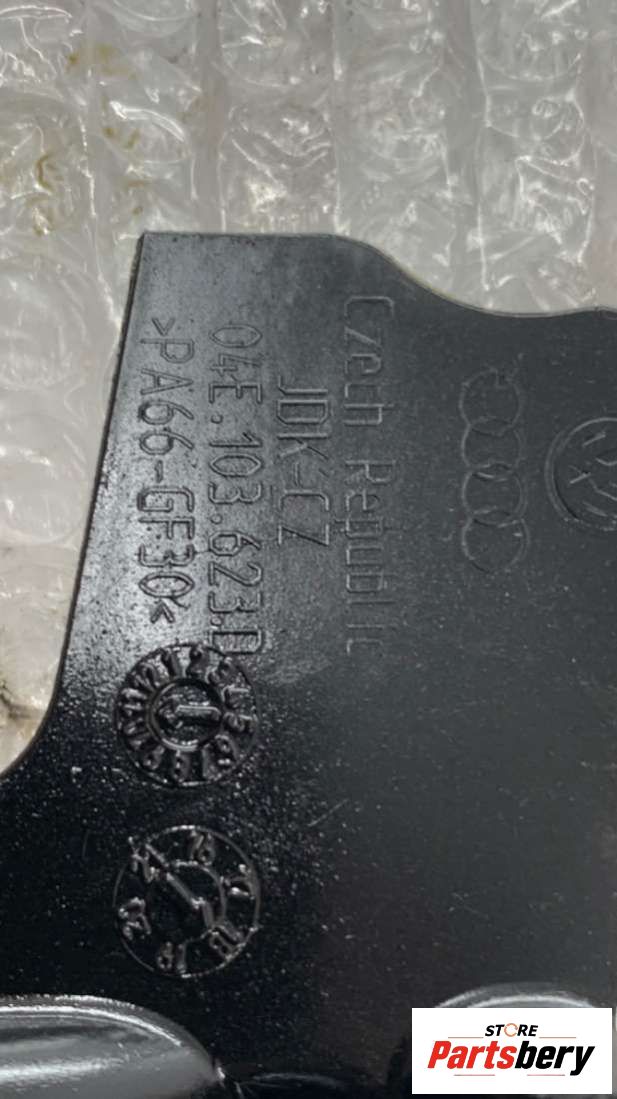 Czech Republic
JDK-CZ
04E.103.623.D
>PA66-GF30<
STORE
Partsbery